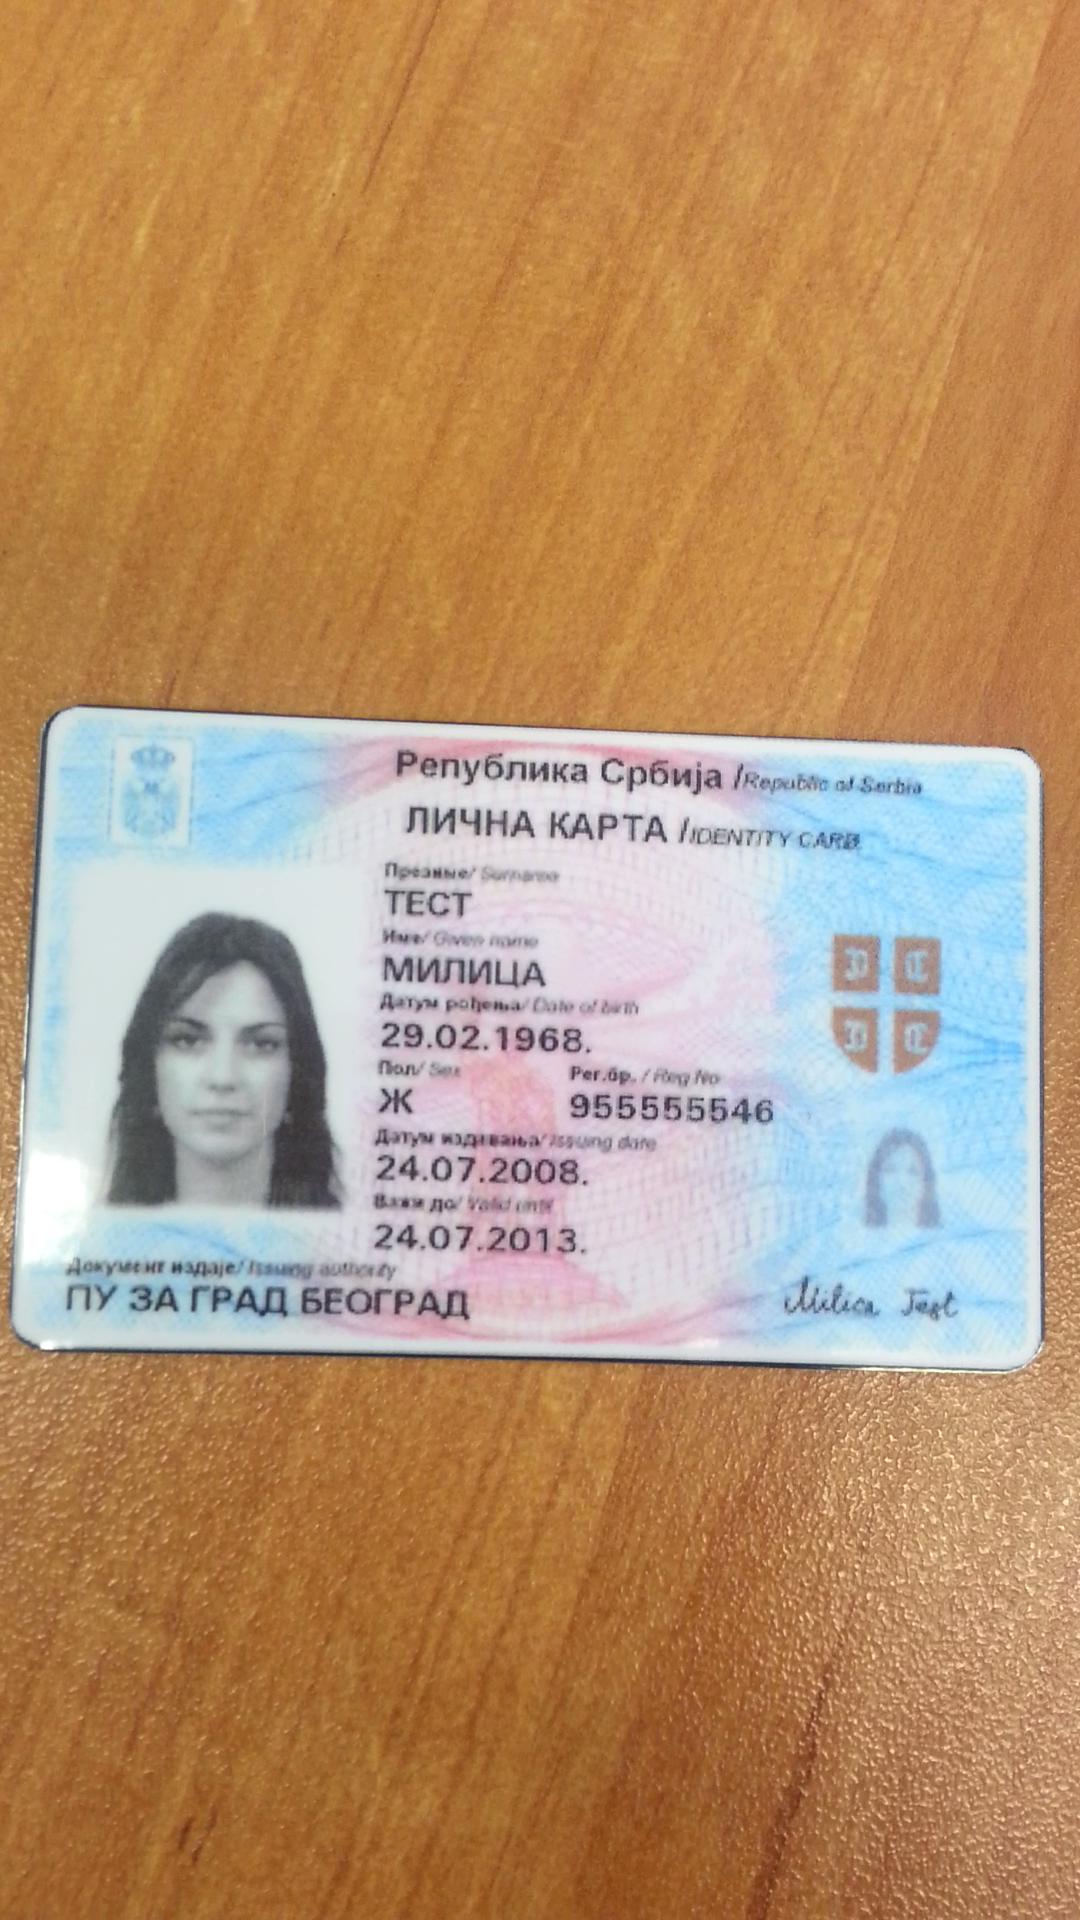 Република Србија /Republic of Serbia
ЛИЧНА КАРТА /IDENTITY CARD
Презиме/ Surname
ТЕСТ
Име/ Given name
МИЛИЦА
Датум рођења/ Date of birth
29.02.1968.
Пол/ Sex Рег.бр. / Reg No
Ж 955555546
Датум издавања/ Issuing date
24.07.2008.
Важи до/ Valid until
24.07.2013.
Документ издаје/ Issuing authority
ПУ ЗА ГРАД БЕОГРАД
Milica Test